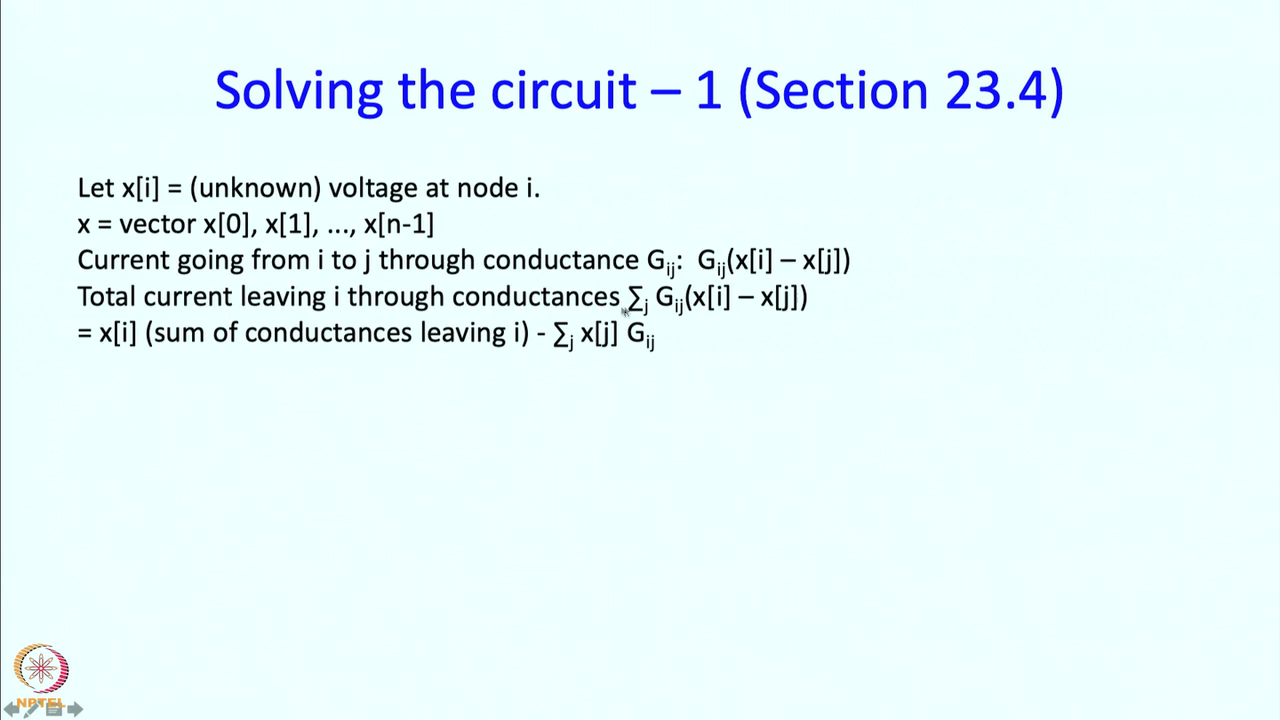 Solving the circuit – 1 (Section 23.4)
Let x[i] = (unknown) voltage at node i.
x = vector x[0], x[1], ..., x[n-1]
Current going from i to j through conductance Gij: Gij(x[i] – x[j])
Total current leaving i through conductances ∑j Gij(x[i] – x[j])
= x[i] (sum of conductances leaving i) - ∑j x[j] Gij
NPTEL